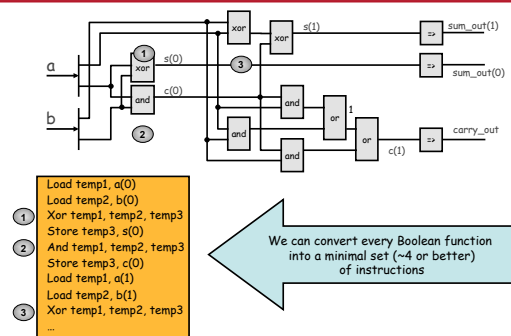 xor
xor
s(1)
=>
sum_out(1)
a
1
xor
s(0)
3
=>
sum_out(0)
and
c(0)
and
b
2
and
or
1
or
=>
carry_out
c(1)
and
Load temp1, a(0)
Load temp2, b(0)
1
Xor temp1, temp2, temp3
Store temp3, s(0)
2
And temp1, temp2, temp3
Store temp3, c(0)
Load temp1, a(1)
Load temp2, b(1)
3
Xor temp1, temp2, temp3
...
We can convert every Boolean function
into a minimal set (~4 or better)
of instructions